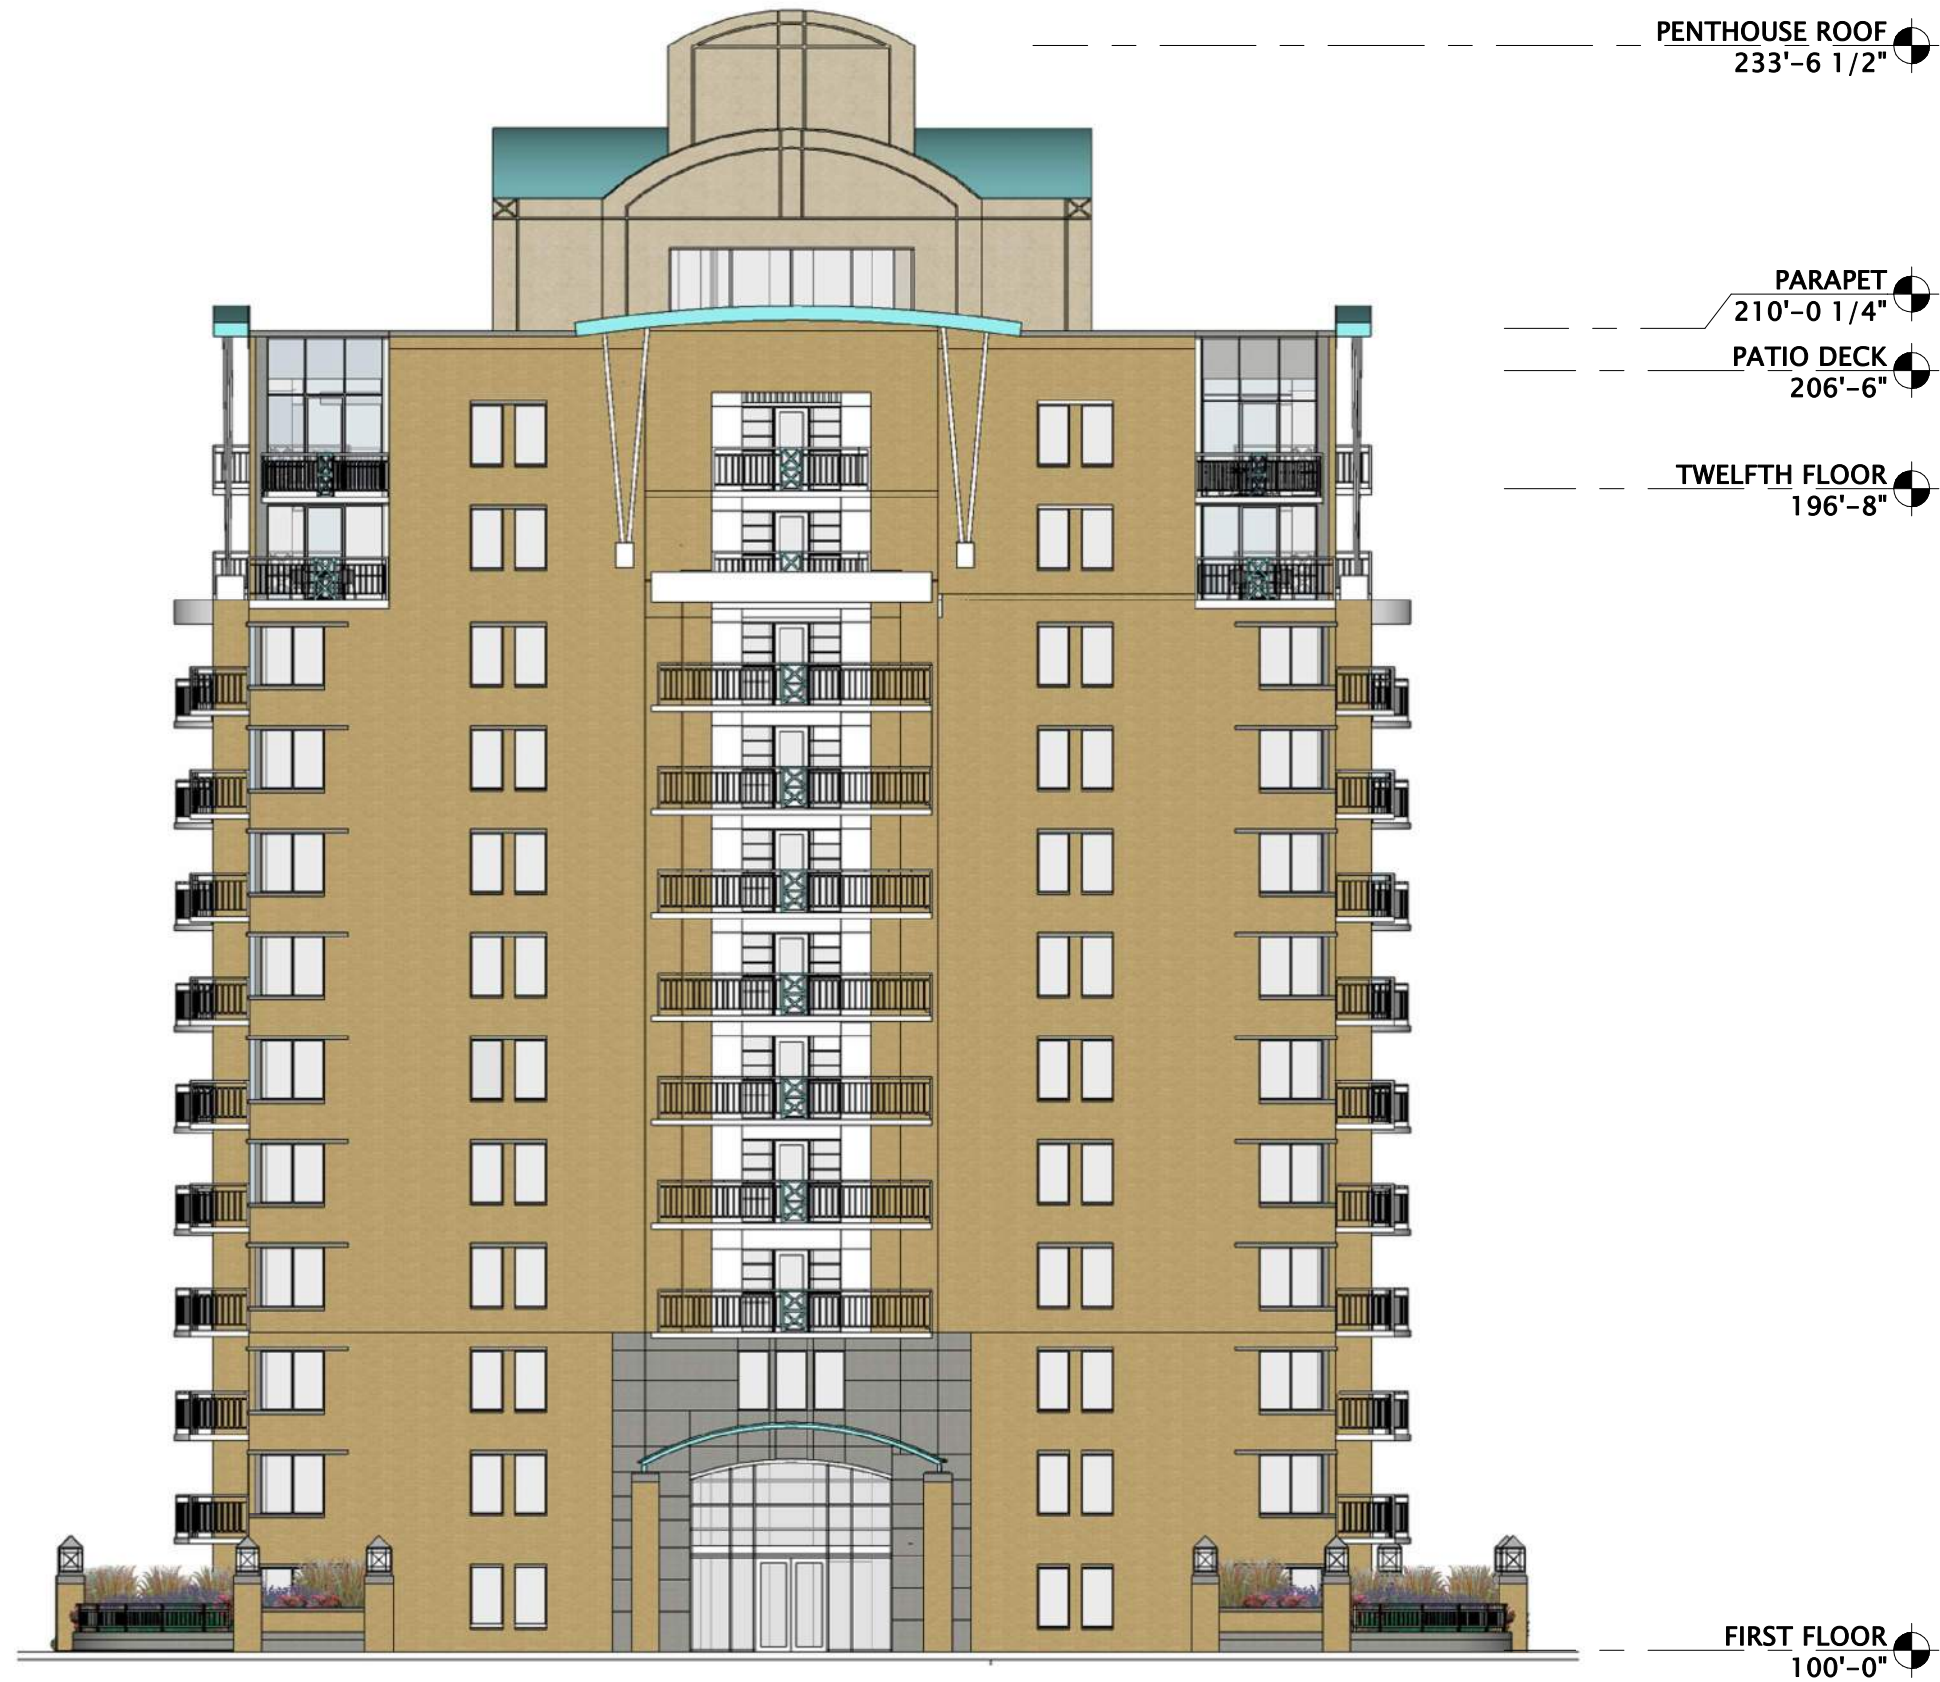 PENTHOUSE ROOF
233'-6 1/2"
PARAPET
210'-0 1/4"
PATIO DECK
206'-6"
TWELFTH FLOOR
196'-8"
FIRST FLOOR
100'-0"